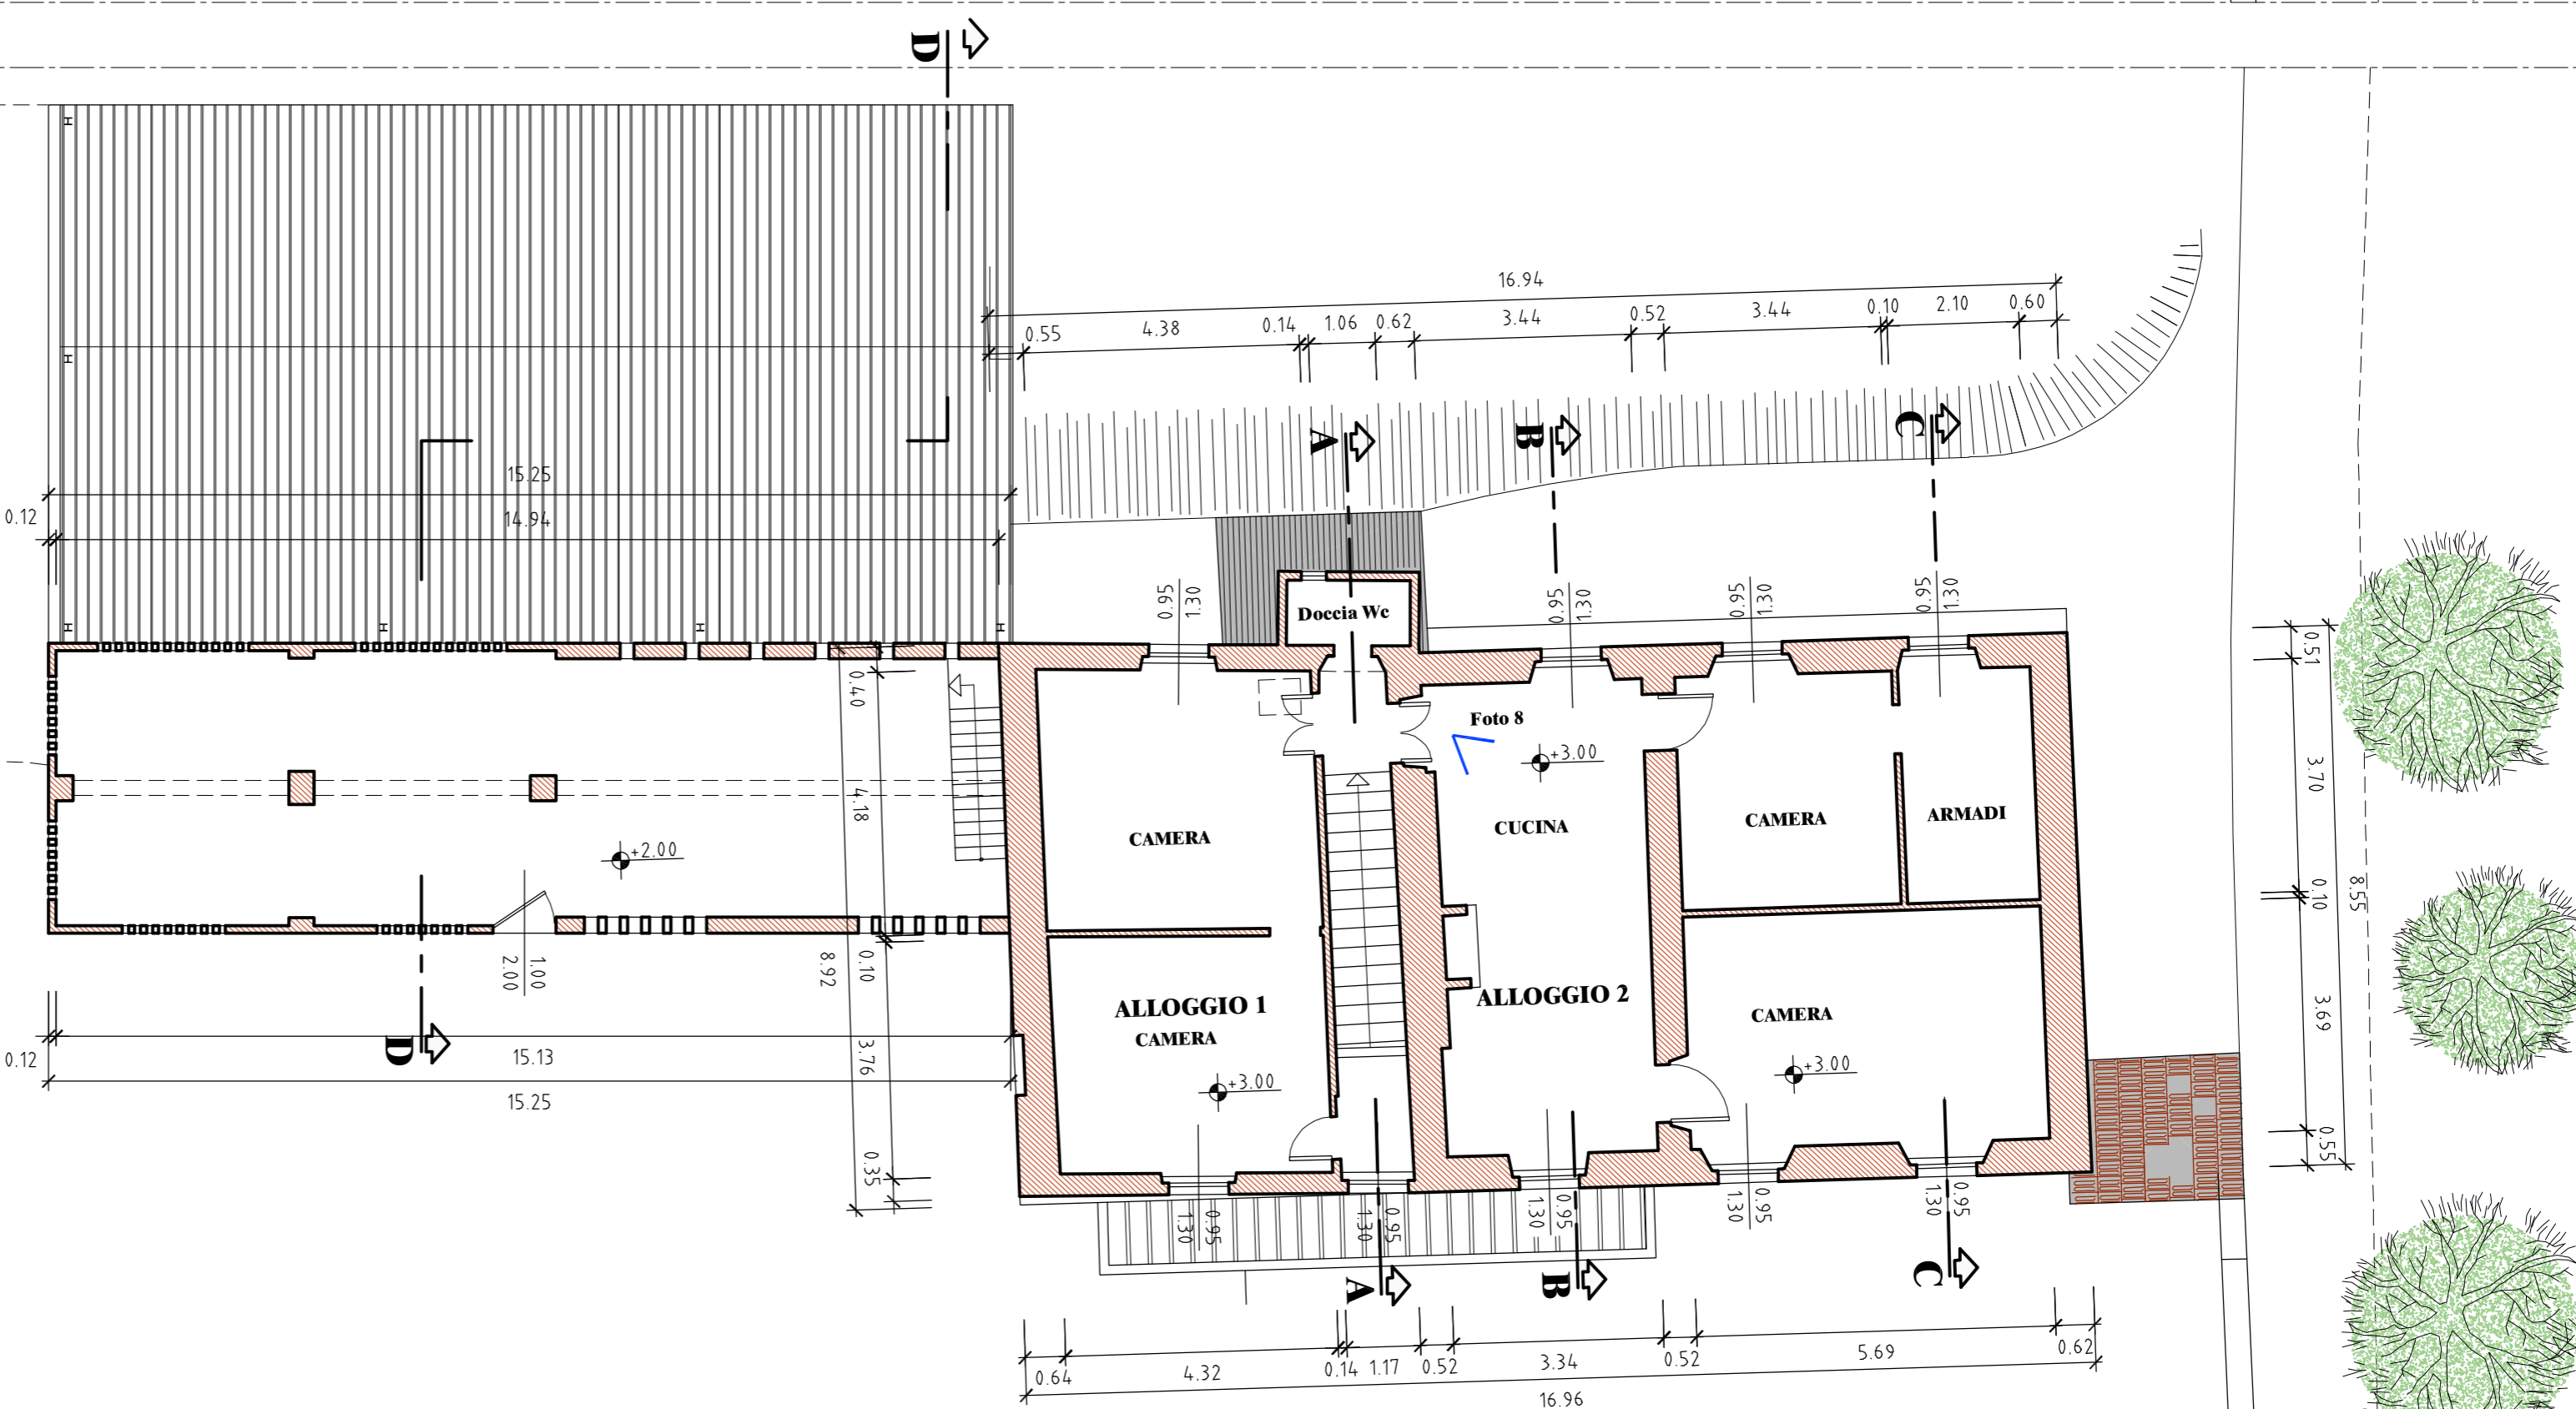 D
H
16.94
0.55 4.38 0.14 1.06 0.62 3.44 0.52 3.44 0.10 2.10 0.60
H
A B C
15.25
0.12 14.94
0.95 1.30
0.95 1.30
0.95 1.30
0.95 1.30
Doccia Wc
H H H H
0.51
0.40
Foto 8
+3.00
3.70
4.18
CUCINA
CAMERA
ARMADI
CAMERA
+2.00
0.10
8.55
8.92
0.10
1.00
2.00
ALLOGGIO 1
CAMERA
ALLOGGIO 2
CAMERA
3.69
D
15.13
0.12
3.76
+3.00
+3.00
15.25
0.35
0.55
0.95 1.30
0.95 1.30
0.95 1.30
0.95 1.30
0.95 1.30
A B C
0.64 4.32 0.14 1.17 0.52 3.34 0.52 5.69 0.62
16.96